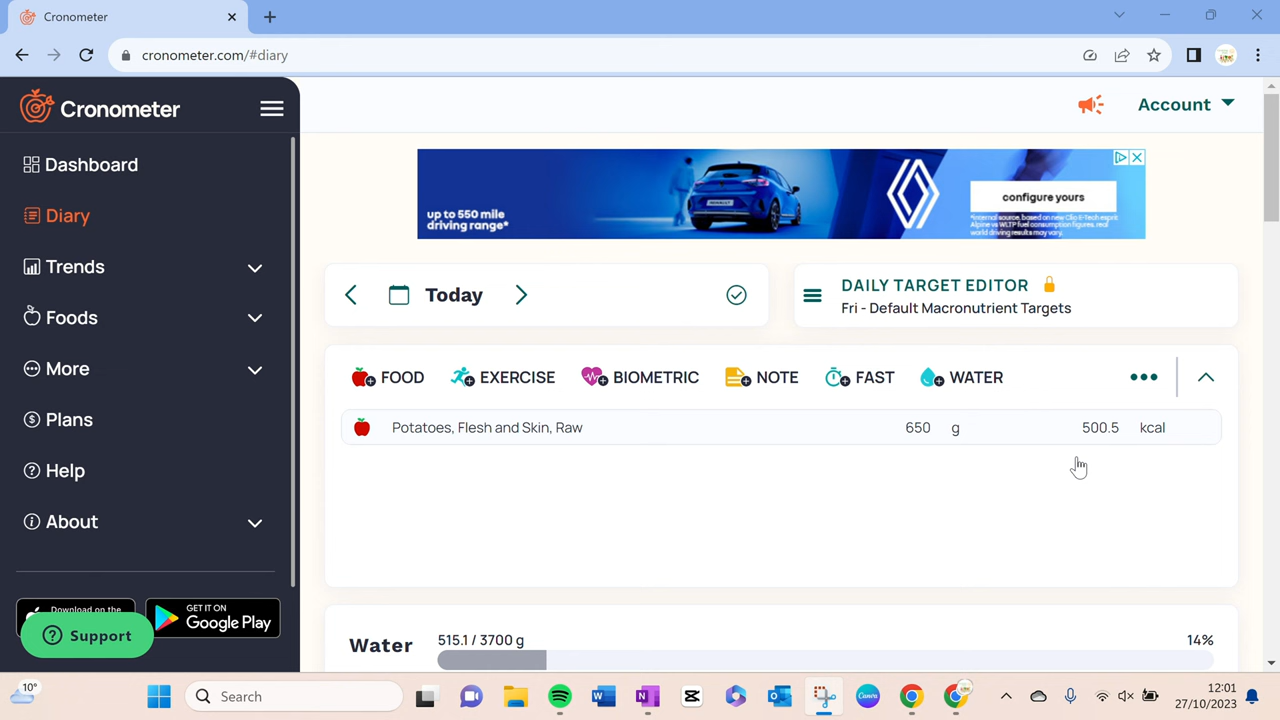 Cronometer
cronometer.com/#diary
Cronometer
Account
Dashboard
Diary
Trends
Foods
More
Plans
Help
About
Download on the
GET IT ON
Google Play
Support
up to 550 mile
driving range*
configure yours
Today
DAILY TARGET EDITOR
Fri - Default Macronutrient Targets
FOOD
EXERCISE
BIOMETRIC
NOTE
FAST
WATER
Potatoes, Flesh and Skin, Raw 650 g 500.5 kcal
Water
515.1 / 3700 g
14%
10°
Search
12:01
27/10/2023